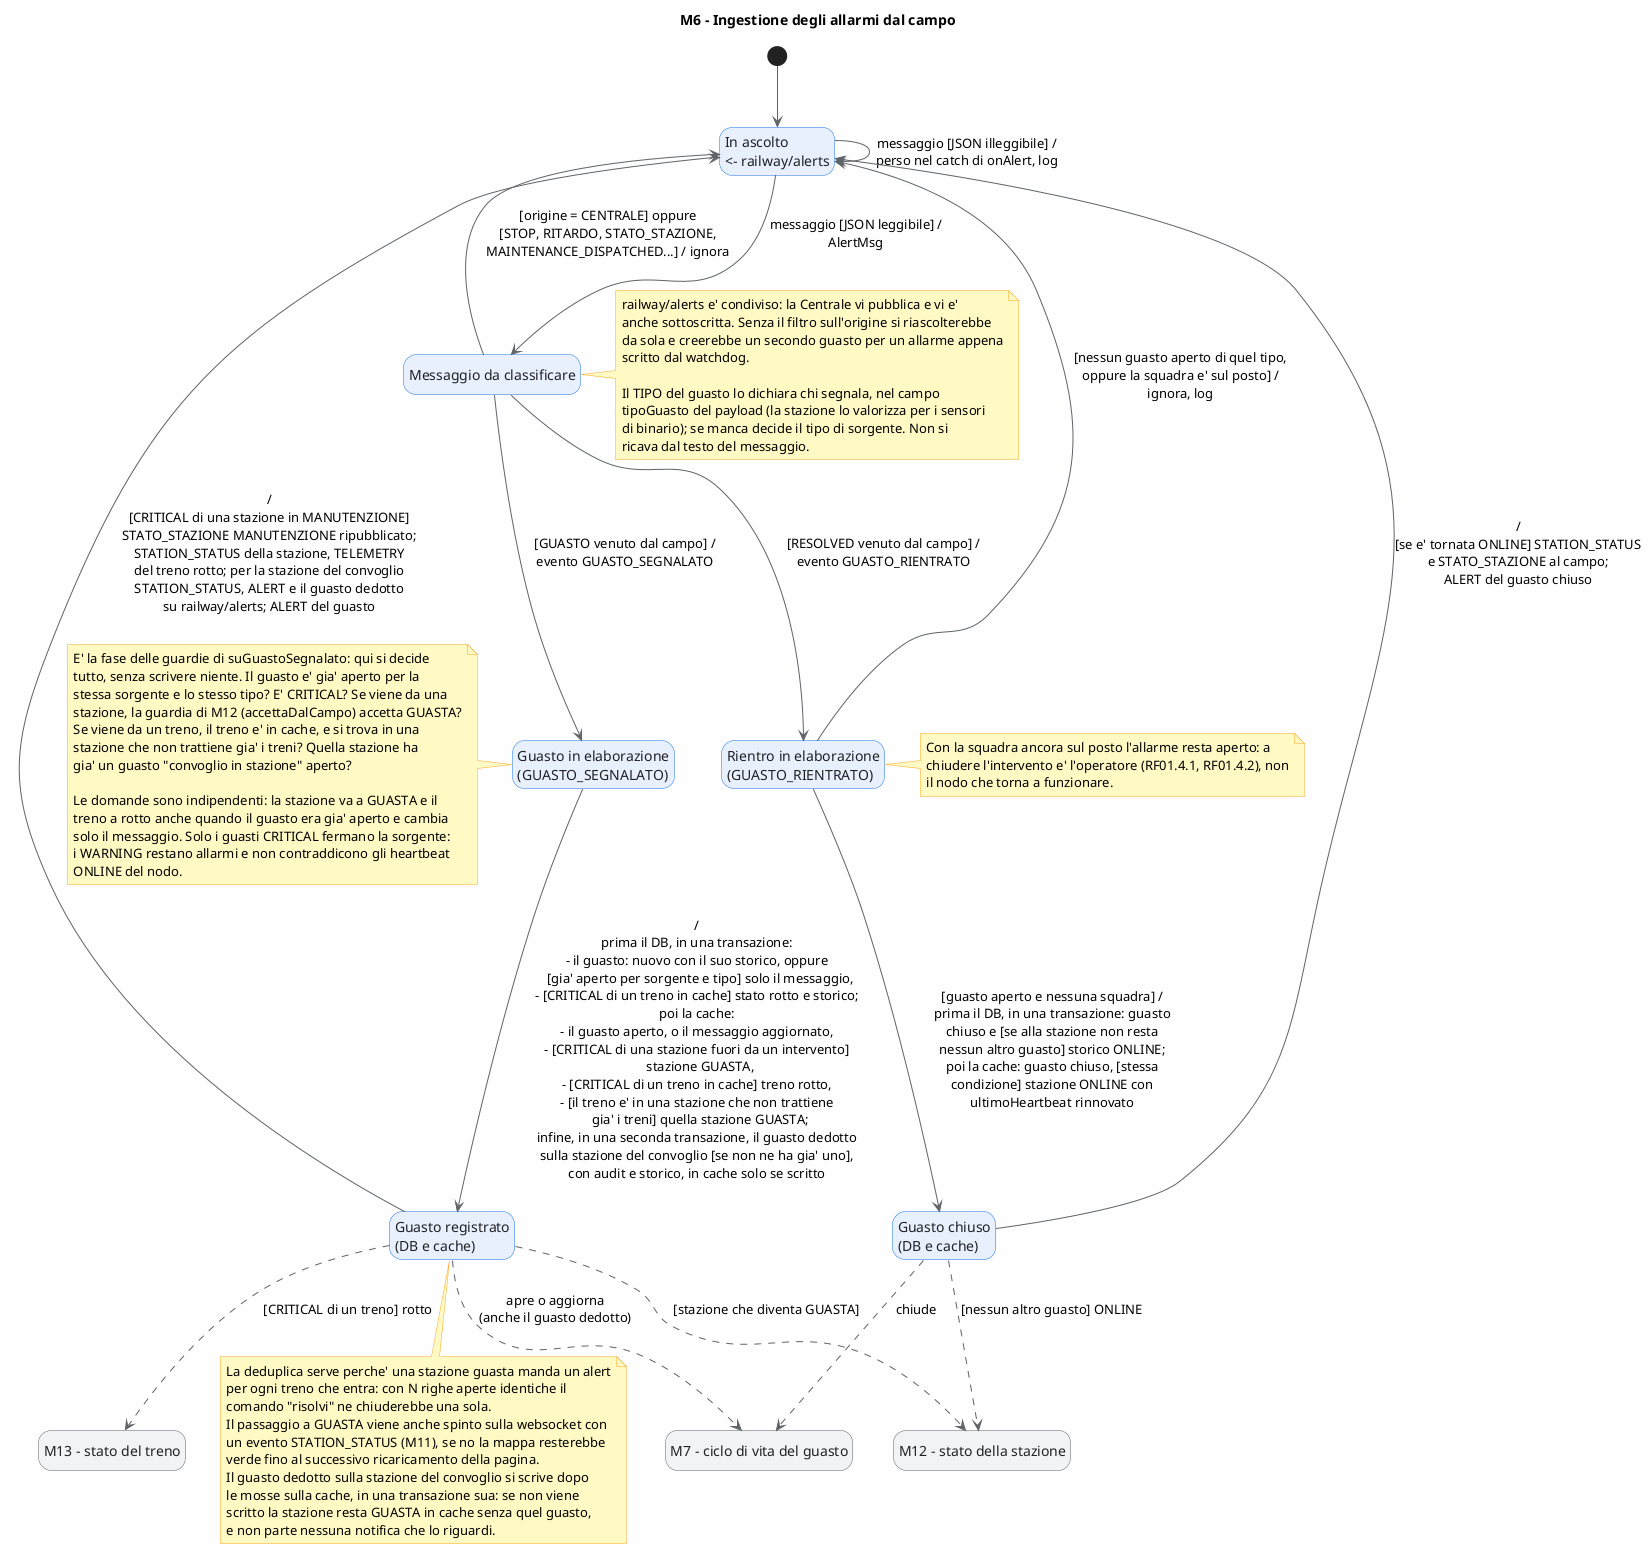 M6 - Ingestione degli allarmi dal campo
In ascolto
<- railway/alerts
messaggio [JSON illeggibile] /
perso nel catch di onAlert, log
[origine = CENTRALE] oppure
[STOP, RITARDO, STATO_STAZIONE,
MAINTENANCE_DISPATCHED...] / ignora
messaggio [JSON leggibile] /
AlertMsg
Messaggio da classificare
railway/alerts e' condiviso: la Centrale vi pubblica e vi e'
anche sottoscritta. Senza il filtro sull'origine si riascolterebbe
da sola e creerebbe un secondo guasto per un allarme appena
scritto dal watchdog.
Il TIPO del guasto lo dichiara chi segnala, nel campo
tipoGuasto del payload (la stazione lo valorizza per i sensori
di binario); se manca decide il tipo di sorgente. Non si
ricava dal testo del messaggio.
[nessun guasto aperto di quel tipo,
oppure la squadra e' sul posto] /
ignora, log
/
[CRITICAL di una stazione in MANUTENZIONE]
STATO_STAZIONE MANUTENZIONE ripubblicato;
STATION_STATUS della stazione, TELEMETRY
del treno rotto; per la stazione del convoglio
STATION_STATUS, ALERT e il guasto dedotto
su railway/alerts; ALERT del guasto
[GUASTO venuto dal campo] /
evento GUASTO_SEGNALATO
[RESOLVED venuto dal campo] /
evento GUASTO_RIENTRATO
/
[se e' tornata ONLINE] STATION_STATUS
e STATO_STAZIONE al campo;
ALERT del guasto chiuso
E' la fase delle guardie di suGuastoSegnalato: qui si decide
tutto, senza scrivere niente. Il guasto e' gia' aperto per la
stessa sorgente e lo stesso tipo? E' CRITICAL? Se viene da una
stazione, la guardia di M12 (accettaDalCampo) accetta GUASTA?
Se viene da un treno, il treno e' in cache, e si trova in una
stazione che non trattiene gia' i treni? Quella stazione ha
gia' un guasto "convoglio in stazione" aperto?
Le domande sono indipendenti: la stazione va a GUASTA e il
treno a rotto anche quando il guasto era gia' aperto e cambia
solo il messaggio. Solo i guasti CRITICAL fermano la sorgente:
i WARNING restano allarmi e non contraddicono gli heartbeat
ONLINE del nodo.
Guasto in elaborazione
(GUASTO_SEGNALATO)
Rientro in elaborazione
(GUASTO_RIENTRATO)
Con la squadra ancora sul posto l'allarme resta aperto: a
chiudere l'intervento e' l'operatore (RF01.4.1, RF01.4.2), non
il nodo che torna a funzionare.
/
prima il DB, in una transazione:
- il guasto: nuovo con il suo storico, oppure
[gia' aperto per sorgente e tipo] solo il messaggio,
- [CRITICAL di un treno in cache] stato rotto e storico;
poi la cache:
- il guasto aperto, o il messaggio aggiornato,
- [CRITICAL di una stazione fuori da un intervento]
stazione GUASTA,
- [CRITICAL di un treno in cache] treno rotto,
- [il treno e' in una stazione che non trattiene
gia' i treni] quella stazione GUASTA;
infine, in una seconda transazione, il guasto dedotto
sulla stazione del convoglio [se non ne ha gia' uno],
con audit e storico, in cache solo se scritto
[guasto aperto e nessuna squadra] /
prima il DB, in una transazione: guasto
chiuso e [se alla stazione non resta
nessun altro guasto] storico ONLINE;
poi la cache: guasto chiuso, [stessa
condizione] stazione ONLINE con
ultimoHeartbeat rinnovato
Guasto registrato
(DB e cache)
Guasto chiuso
(DB e cache)
[CRITICAL di un treno] rotto
apre o aggiorna
(anche il guasto dedotto)
[stazione che diventa GUASTA]
chiude
[nessun altro guasto] ONLINE
La deduplica serve perche' una stazione guasta manda un alert
per ogni treno che entra: con N righe aperte identiche il
comando "risolvi" ne chiuderebbe una sola.
Il passaggio a GUASTA viene anche spinto sulla websocket con
un evento STATION_STATUS (M11), se no la mappa resterebbe
verde fino al successivo ricaricamento della pagina.
Il guasto dedotto sulla stazione del convoglio si scrive dopo
le mosse sulla cache, in una transazione sua: se non viene
scritto la stazione resta GUASTA in cache senza quel guasto,
e non parte nessuna notifica che lo riguardi.
M13 - stato del treno
M7 - ciclo di vita del guasto
M12 - stato della stazione